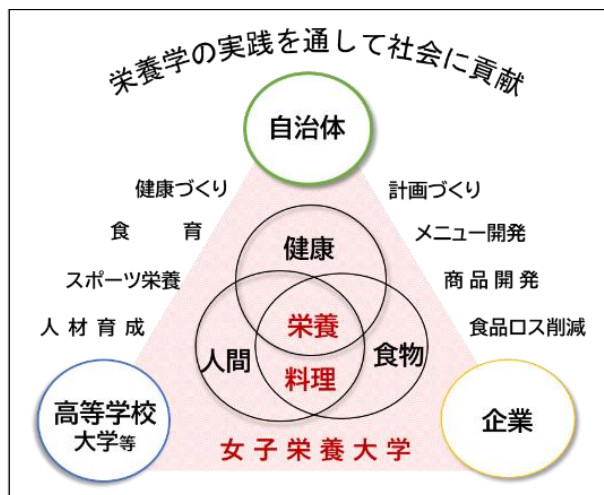 栄養学の実践を通して社会に貢献
自治体
健康づくり
計画づくり
食育
メニュー開発
健康
スポーツ栄養
商品開発
栄養
人材育成
食品ロス削減
人間
食物
料理
高等学校
大学等
企業
女子栄養大学